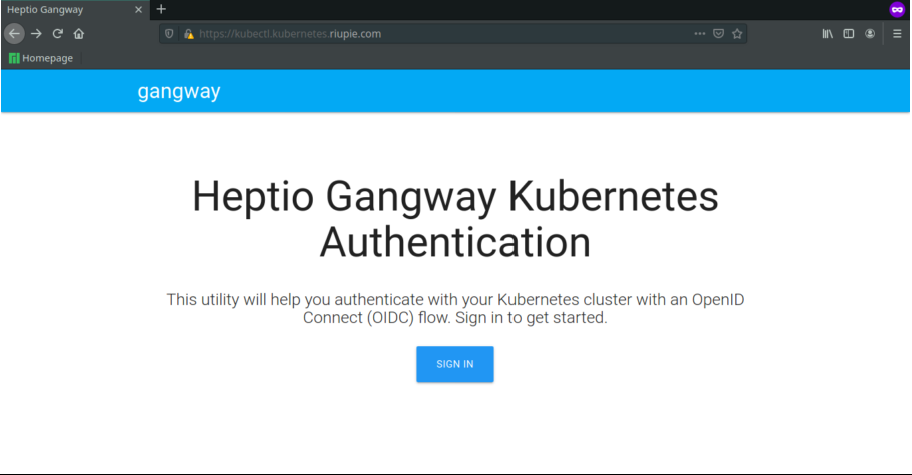 Heptio Gangway
https://kubectl.kubernetes.riupie.com
Homepage
gangway
Heptio Gangway Kubernetes
Authentication
This utility will help you authenticate with your Kubernetes cluster with an OpenID
Connect (OIDC) flow. Sign in to get started.
SIGN IN